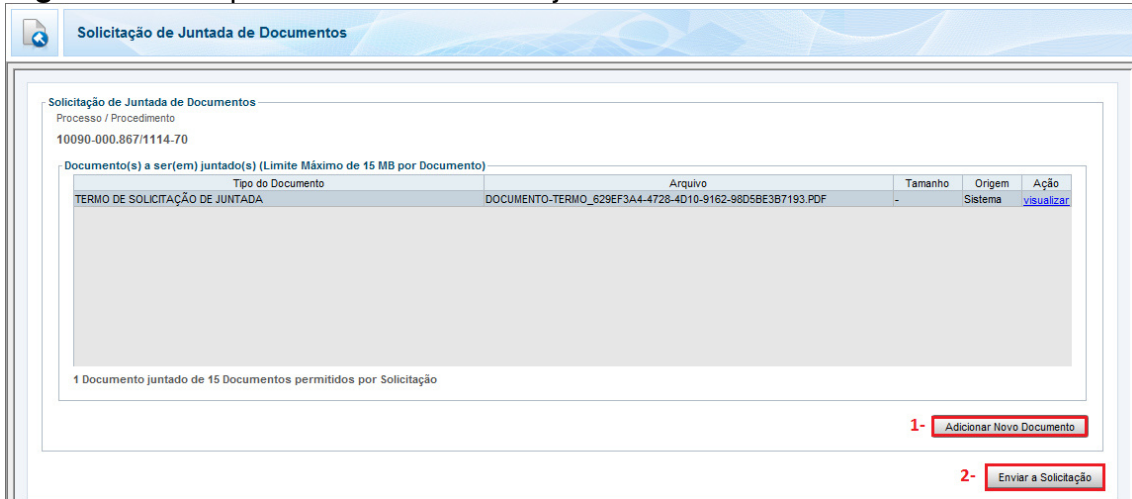 Solicitação de Juntada de Documentos
Solicitação de Juntada de Documentos
Processo / Procedimento
10090-000.867/1114-70
Documento(s) a ser(em) juntado(s) (Limite Máximo de 15 MB por Documento)
Tipo do Documento Arquivo Tamanho Origem Ação
TERMO DE SOLICITAÇÃO DE JUNTADA DOCUMENTO-TERMO_629EF3A4-4728-4D10-9162-98D5BE3B7193.PDF - Sistema visualizar
1 Documento juntado de 15 Documentos permitidos por Solicitação
1- Adicionar Novo Documento
2- Enviar a Solicitação